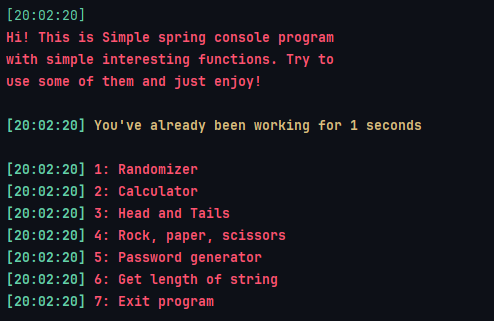 [20:02:20]
Hi! This is Simple spring console program
with simple interesting functions. Try to
use some of them and just enjoy!
[20:02:20] You've already been working for 1 seconds
[20:02:20] 1: Randomizer
[20:02:20] 2: Calculator
[20:02:20] 3: Head and Tails
[20:02:20] 4: Rock, paper, scissors
[20:02:20] 5: Password generator
[20:02:20] 6: Get length of string
[20:02:20] 7: Exit program